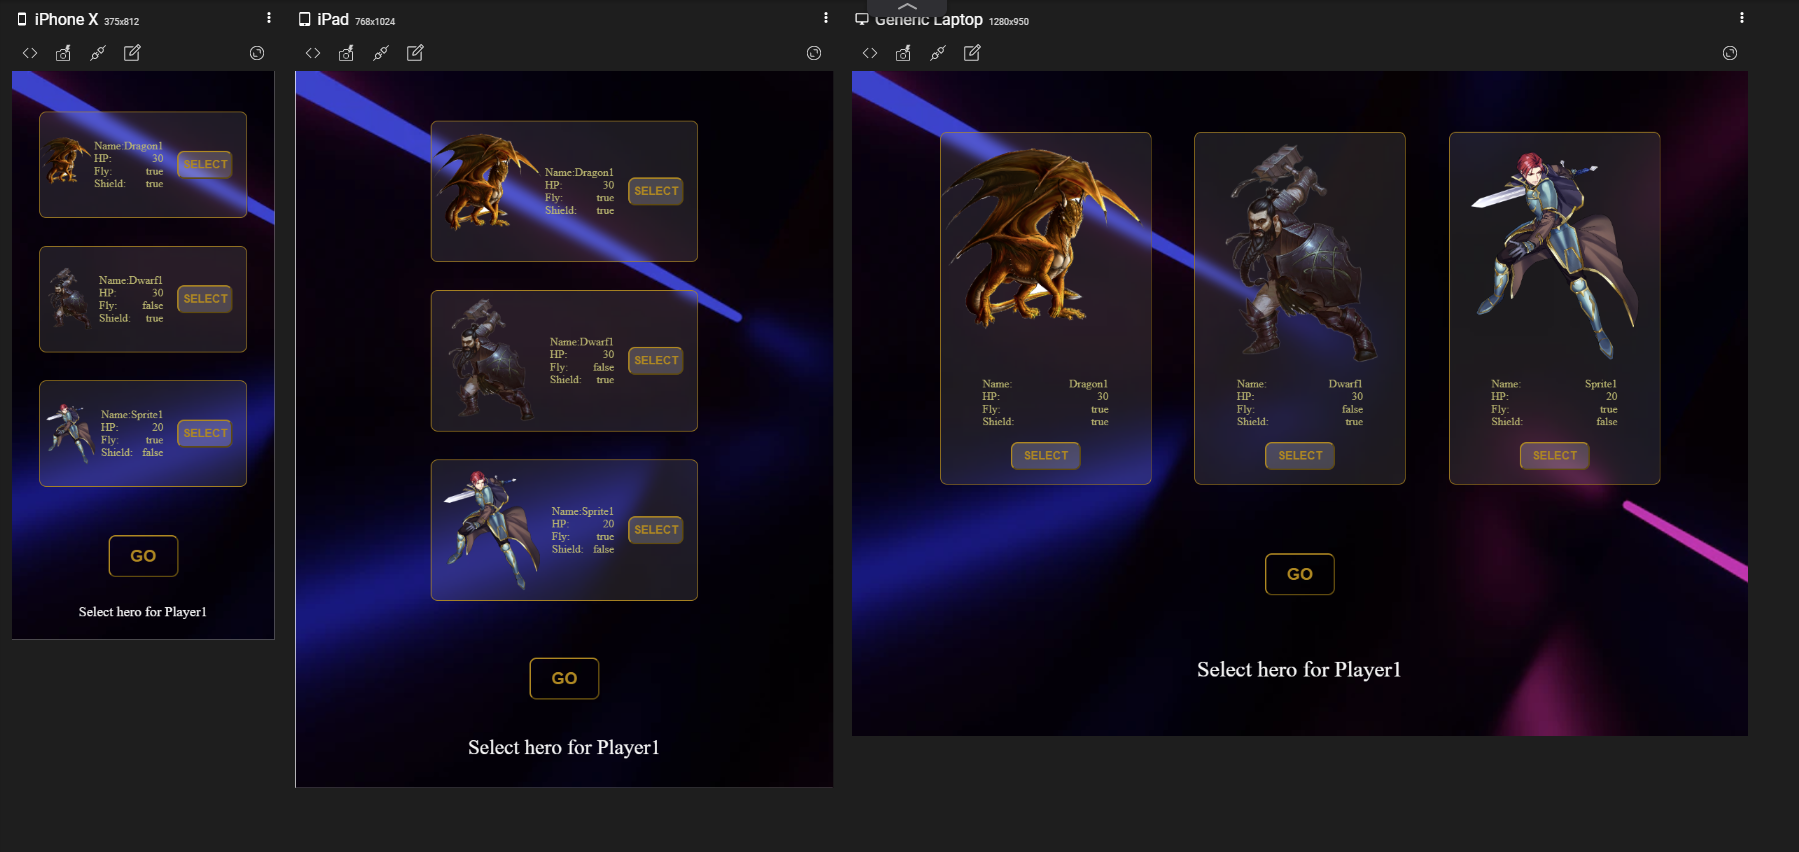 iPhone X 375x812
Name:Dragon1
HP: 30
Fly: true
Shield: true
SELECT
Name:Dwarf1
HP: 30
Fly: false
Shield: true
SELECT
Name:Sprite1
HP: 20
Fly: true
Shield: false
SELECT
GO
Select hero for Player1
iPad 768x1024
Name:Dragon1
HP: 30
Fly: true
Shield: true
SELECT
Name:Dwarf1
HP: 30
Fly: false
Shield: true
SELECT
Name:Sprite1
HP: 20
Fly: true
Shield: false
SELECT
GO
Select hero for Player1
Generic Laptop 1280x950
Name: Dragon1
HP: 30
Fly: true
Shield: true
SELECT
Name: Dwarf1
HP: 30
Fly: false
Shield: true
SELECT
Name: Sprite1
HP: 20
Fly: true
Shield: false
SELECT
GO
Select hero for Player1